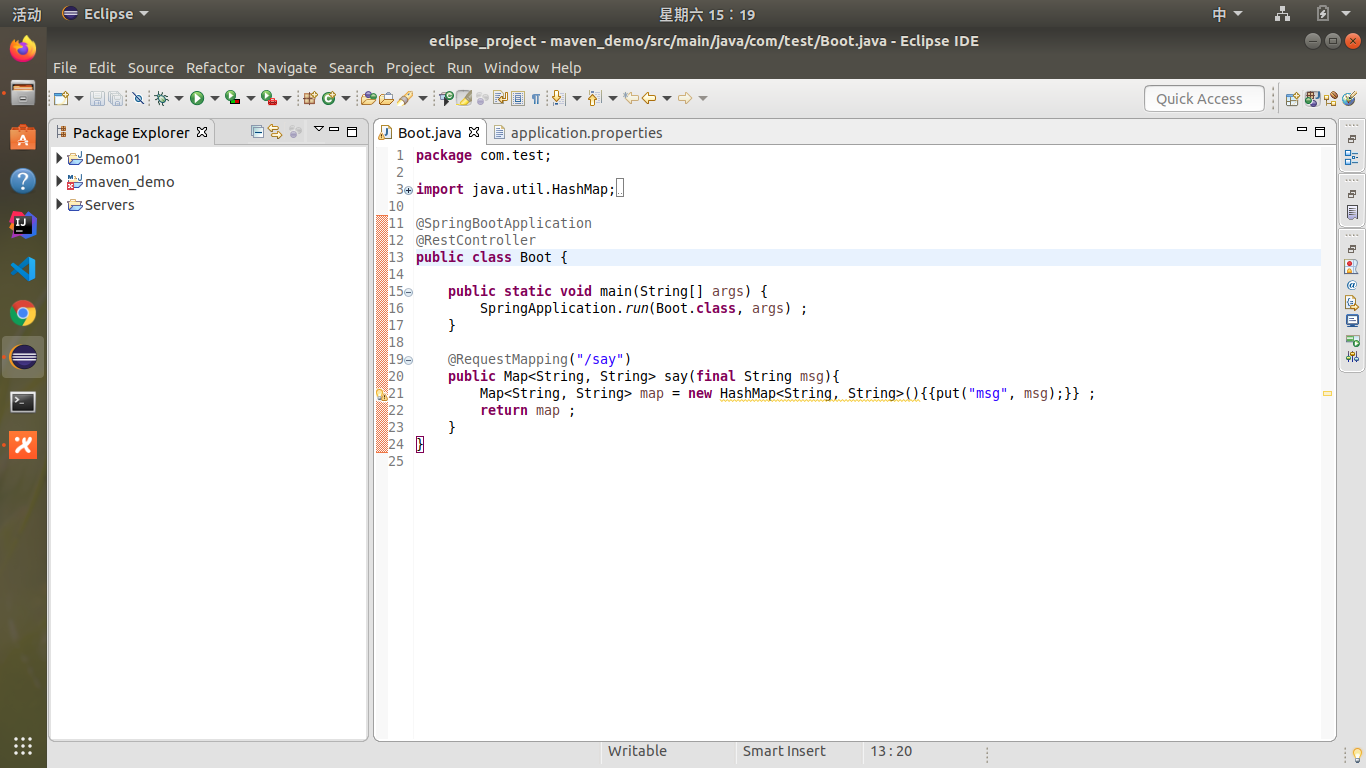 活动 Eclipse 星期六 15：19 中
eclipse_project - maven_demo/src/main/java/com/test/Boot.java - Eclipse IDE
File Edit Source Refactor Navigate Search Project Run Window Help
Quick Access
Package Explorer Boot.java application.properties
Demo01
maven_demo
Servers
1 package com.test;
2
3 import java.util.HashMap;
10
11 @SpringBootApplication
12 @RestController
13 public class Boot {
14
15 public static void main(String[] args) {
16 SpringApplication.run(Boot.class, args) ;
17 }
18
19 @RequestMapping("/say")
20 public Map<String, String> say(final String msg){
21 Map<String, String> map = new HashMap<String, String>(){{put("msg", msg);}} ;
22 return map ;
23 }
24 }
25
Writable Smart Insert 13 : 20